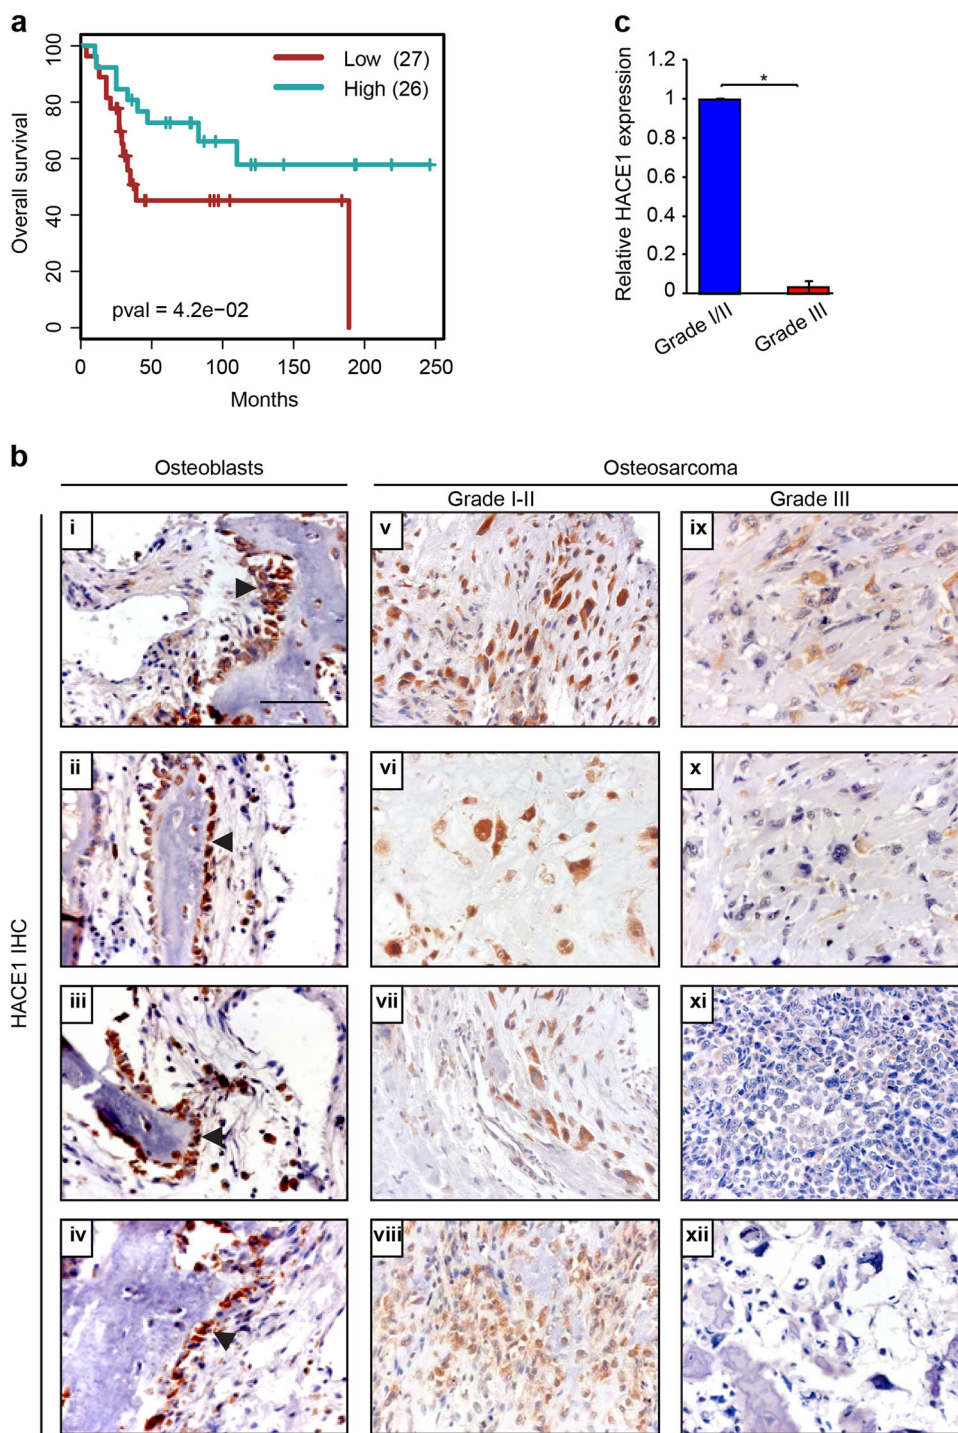 a
100
80
60
40
20
0
Overall survival
Low (27)
High (26)
pval = 4.2e−02
0 50 100 150 200 250
Months
c
1.2
1
0.8
0.6
0.4
0.2
0
Relative HACE1 expression
*
Grade I/II
Grade III
b
Osteoblasts
Osteosarcoma
Grade I-II
Grade III
HACE1 IHC
i
v
ix
ii
vi
x
iii
vii
xi
iv
viii
xii